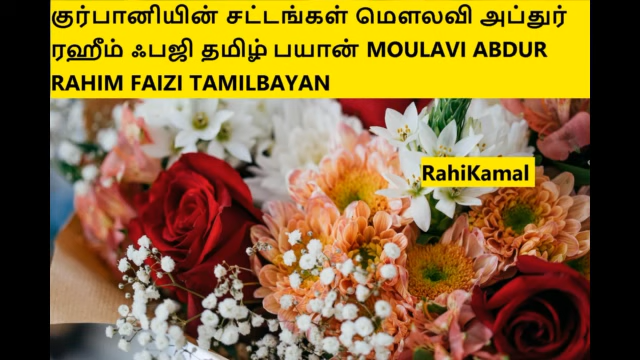 குர்பானியின் சட்டங்கள் மௌலவி அப்துர்
ரஹீம் ஃபஜி தமிழ் பயான் MOULAVI ABDUR
RAHIM FAIZI TAMILBAYAN
RahiKamal